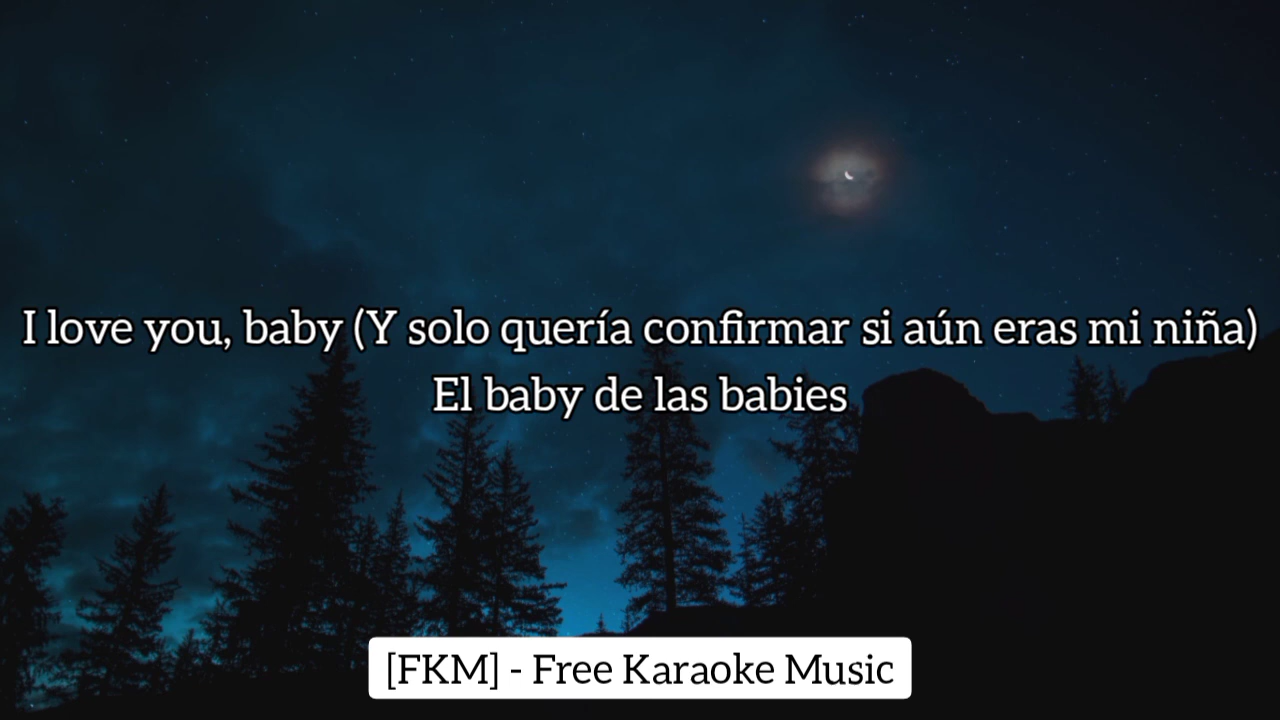 I love you, baby (Y solo quería confirmar si aún eras mi niña)
El baby de las babies
[FKM] - Free Karaoke Music